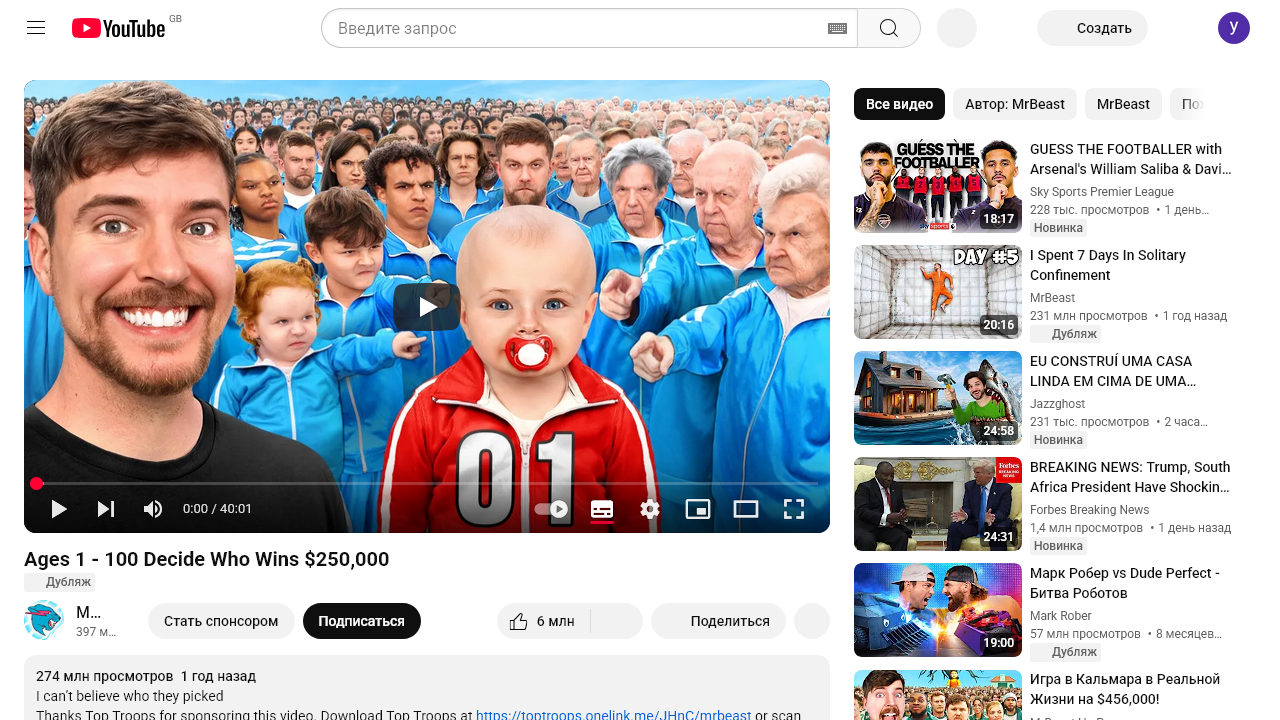 YouTube
GB
Введите запрос
Создать
У
01
0:00 / 40:01
Ages 1 - 100 Decide Who Wins $250,000
Дубляж
M...
397 м...
Стать спонсором
Подписаться
6 млн
Поделиться
274 млн просмотров 1 год назад
I can’t believe who they picked
Thanks Top Troops for sponsoring this video. Download Top Troops at https://toptroops.onelink.me/JHnC/mrbeast or scan
Все видео
Автор: MrBeast
MrBeast
GUESS THE FOOTBALLER
sky sports
18:17
GUESS THE FOOTBALLER with
Arsenal's William Saliba & Davi...
Sky Sports Premier League
228 тыс. просмотров • 1 день...
Новинка
DAY #5
20:16
I Spent 7 Days In Solitary
Confinement
MrBeast
231 млн просмотров • 1 год назад
Дубляж
24:58
EU CONSTRUÍ UMA CASA
LINDA EM CIMA DE UMA...
Jazzghost
231 тыс. просмотров • 2 часа...
Новинка
Forbes
BREAKING
NEWS
24:31
BREAKING NEWS: Trump, South
Africa President Have Shockin...
Forbes Breaking News
1,4 млн просмотров • 1 день назад
Новинка
19:00
Марк Робер vs Dude Perfect -
Битва Роботов
Mark Rober
57 млн просмотров • 8 месяцев...
Дубляж
Игра в Кальмара в Реальной
Жизни на $456,000!